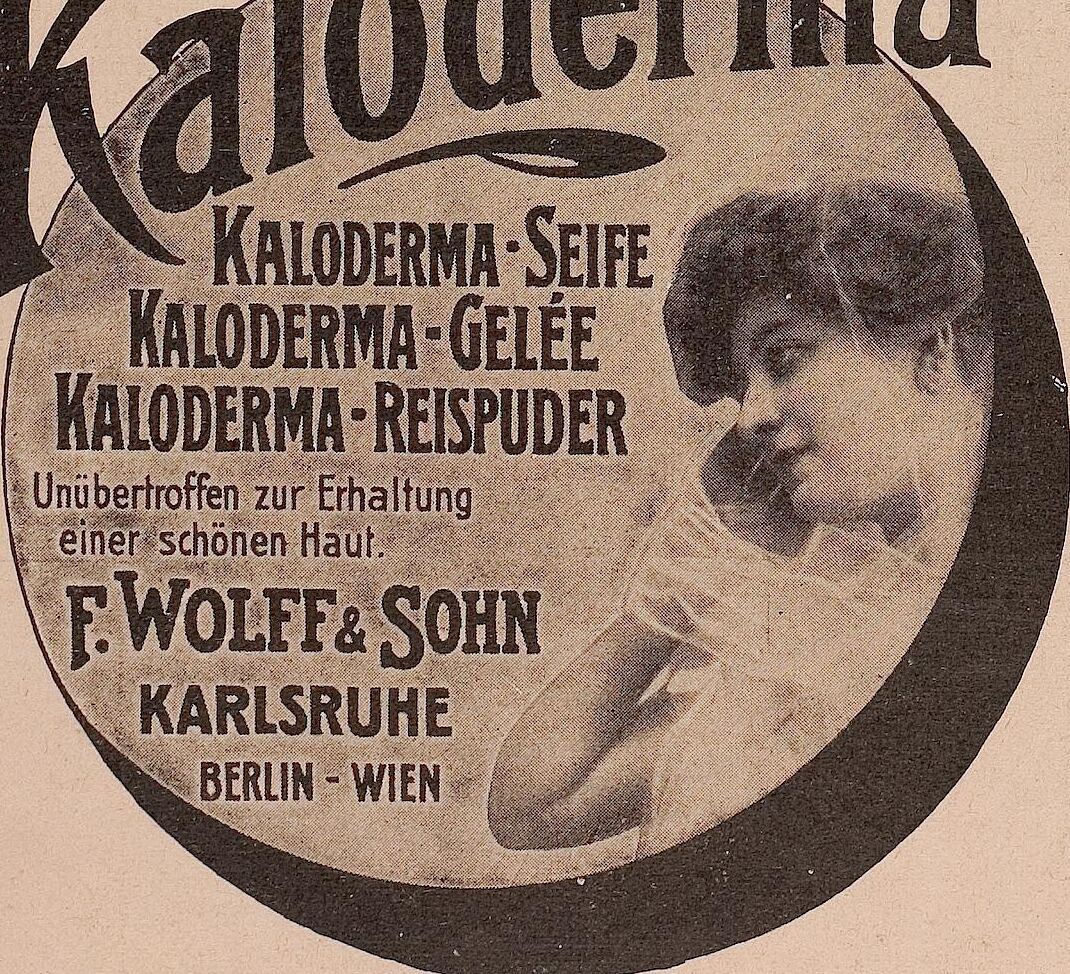 Kaloderma
KALODERMA-SEIFE
KALODERMA-GELÉE
KALODERMA-REISPUDER
Unübertroffen zur Erhaltung
einer schönen Haut.
F. WOLFF & SOHN
KARLSRUHE
BERLIN - WIEN